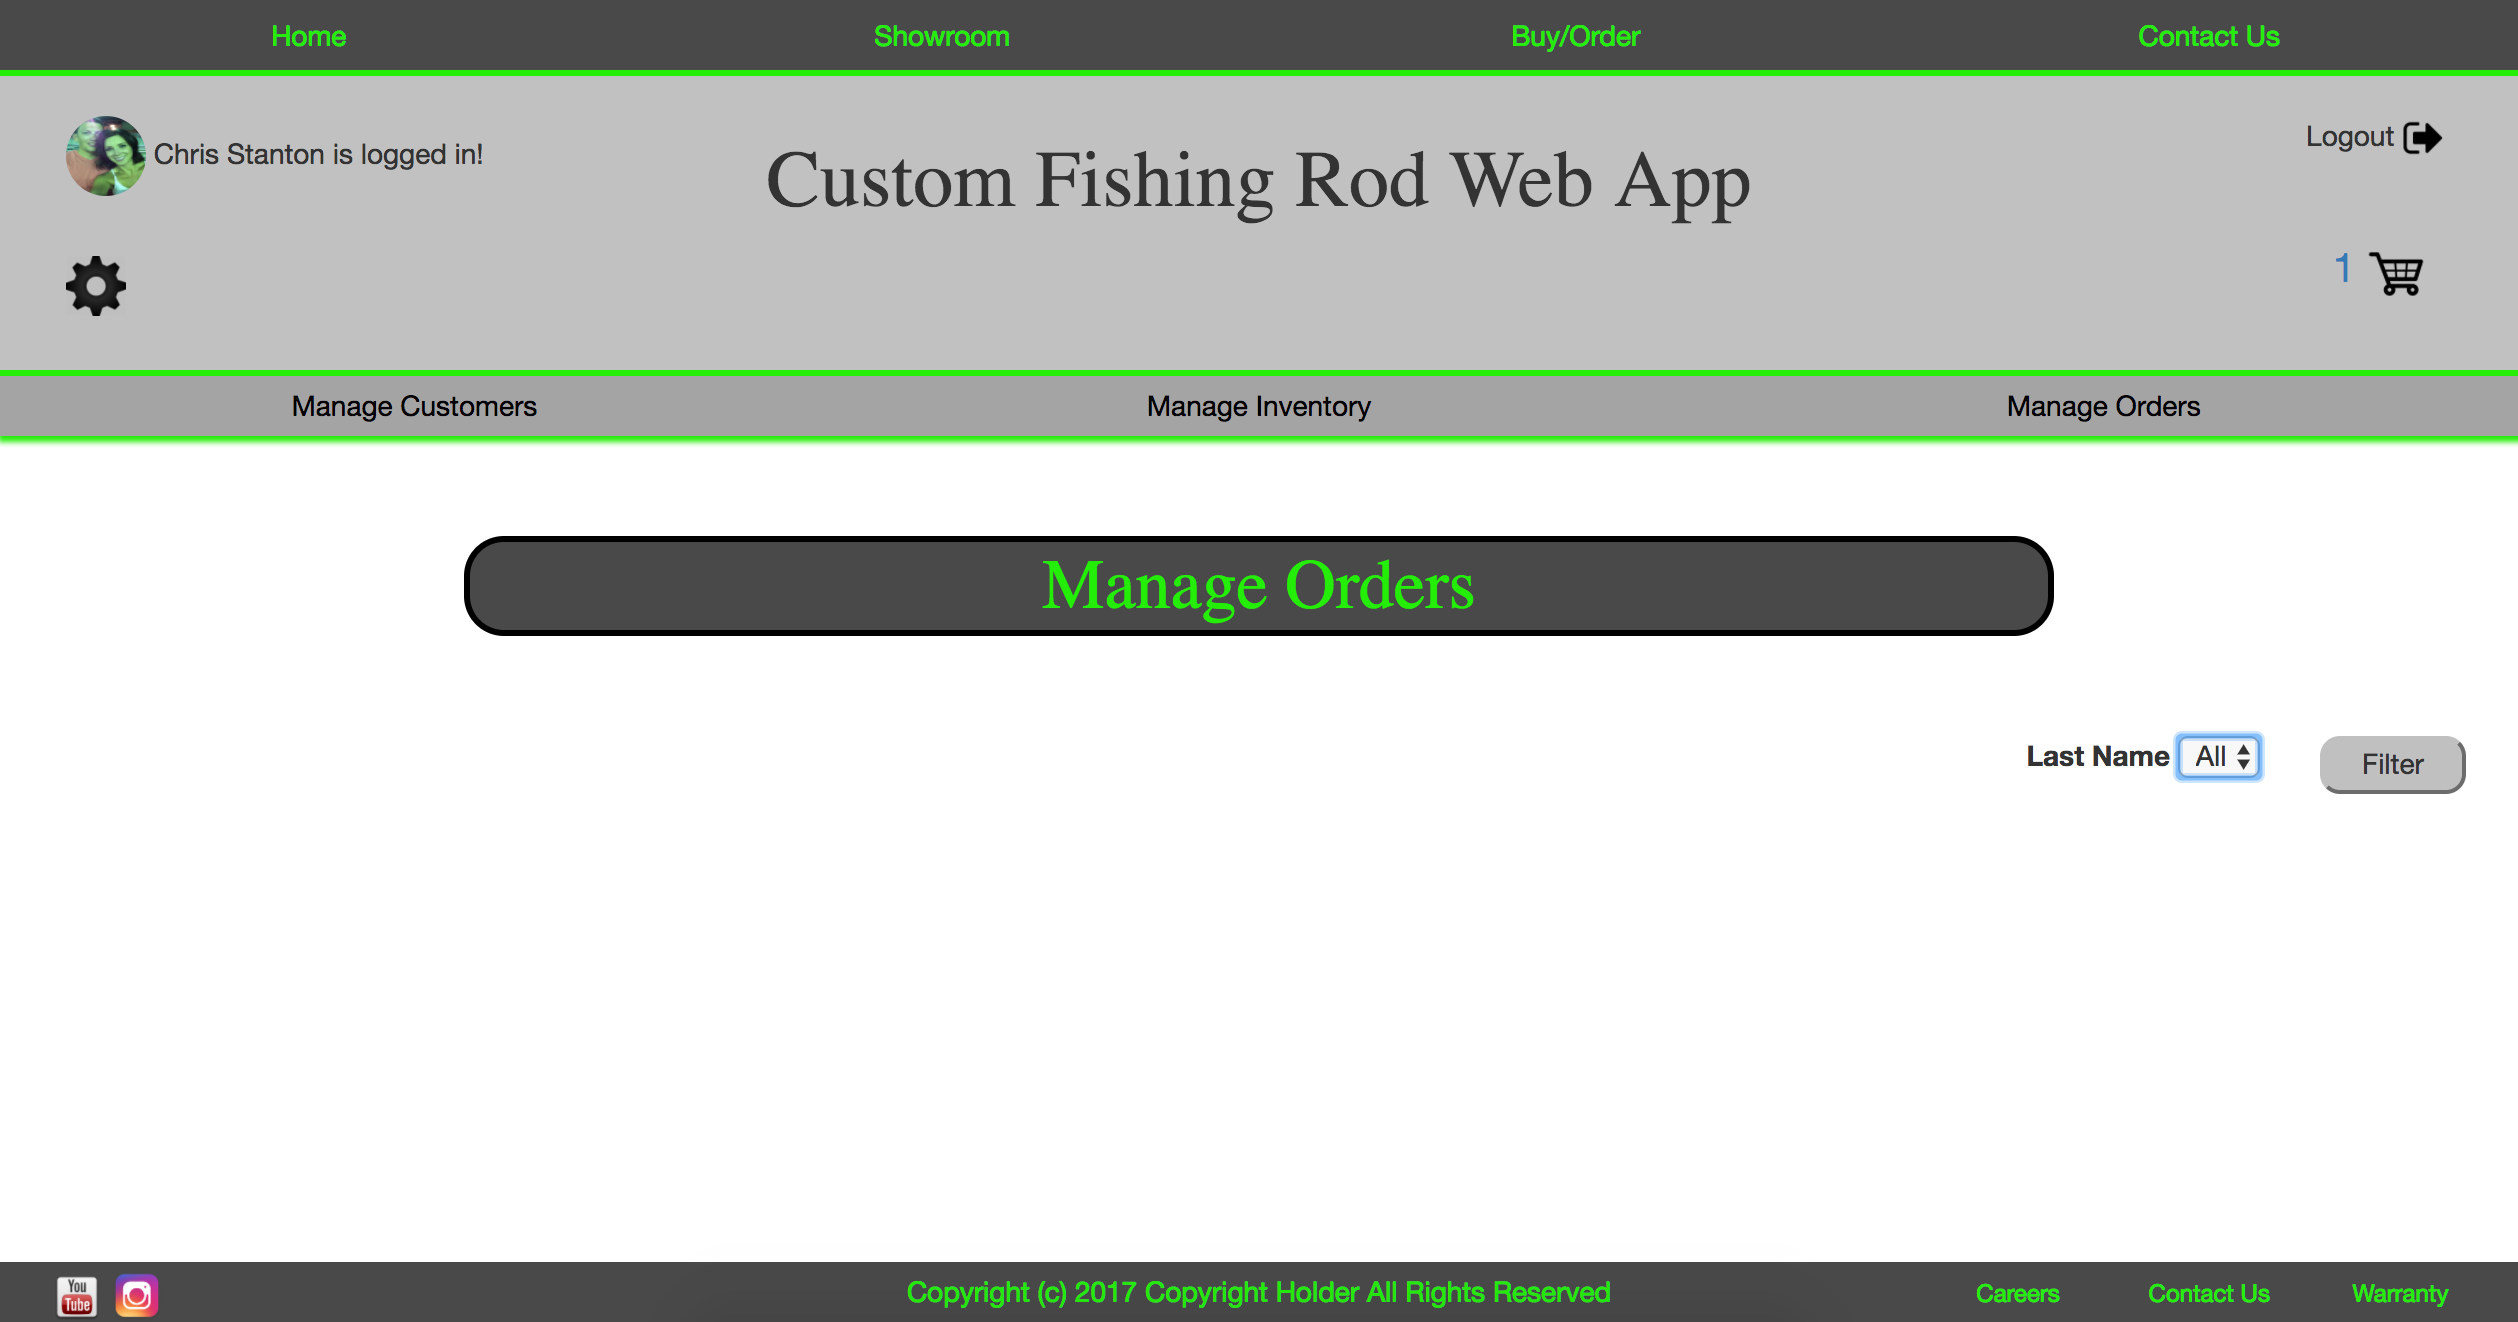 Home Showroom Buy/Order Contact Us
Chris Stanton is logged in!
Custom Fishing Rod Web App
Logout
1
Manage Customers Manage Inventory Manage Orders
Manage Orders
Last Name All Filter
You
Tube
Copyright (c) 2017 Copyright Holder All Rights Reserved
Careers Contact Us Warranty